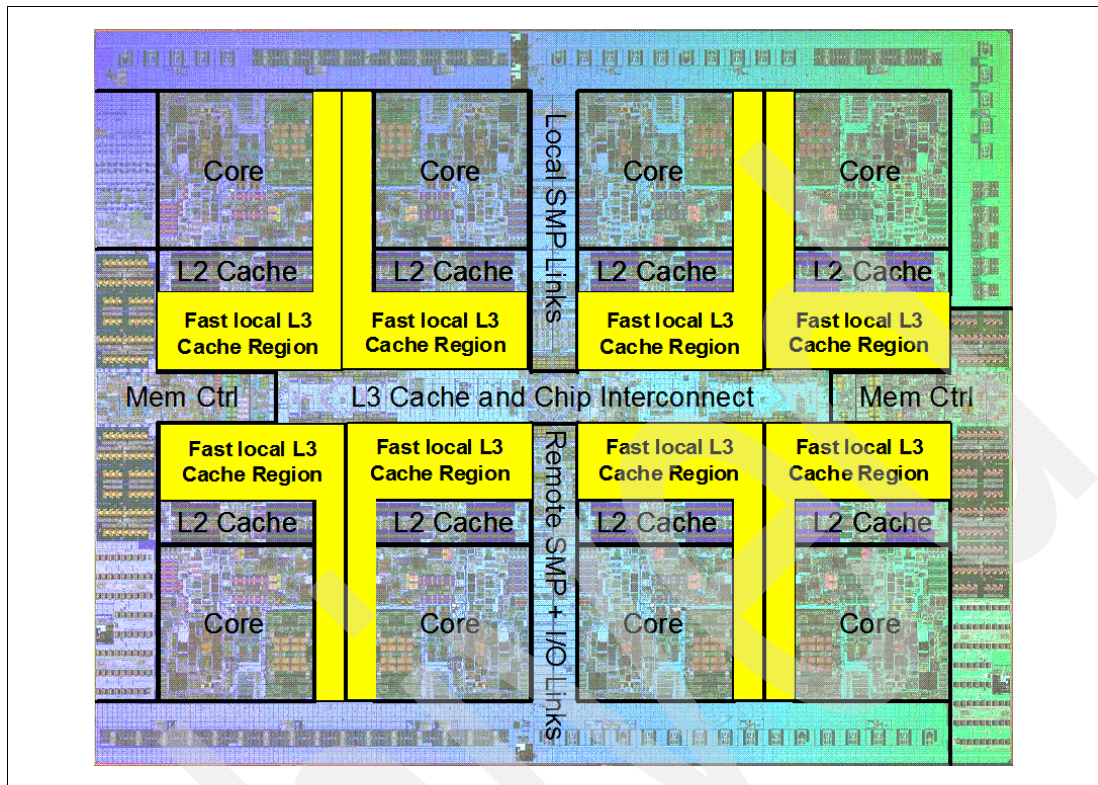 Core
Core
Local SMP Links
Core
Core
L2 Cache
L2 Cache
L2 Cache
L2 Cache
Fast local L3
Cache Region
Fast local L3
Cache Region
Fast local L3
Cache Region
Fast local L3
Cache Region
Mem Ctrl
L3 Cache and Chip Interconnect
Mem Ctrl
Fast local L3
Cache Region
Fast local L3
Cache Region
Remote SMP + I/O Links
Fast local L3
Cache Region
Fast local L3
Cache Region
L2 Cache
L2 Cache
L2 Cache
L2 Cache
Core
Core
Core
Core